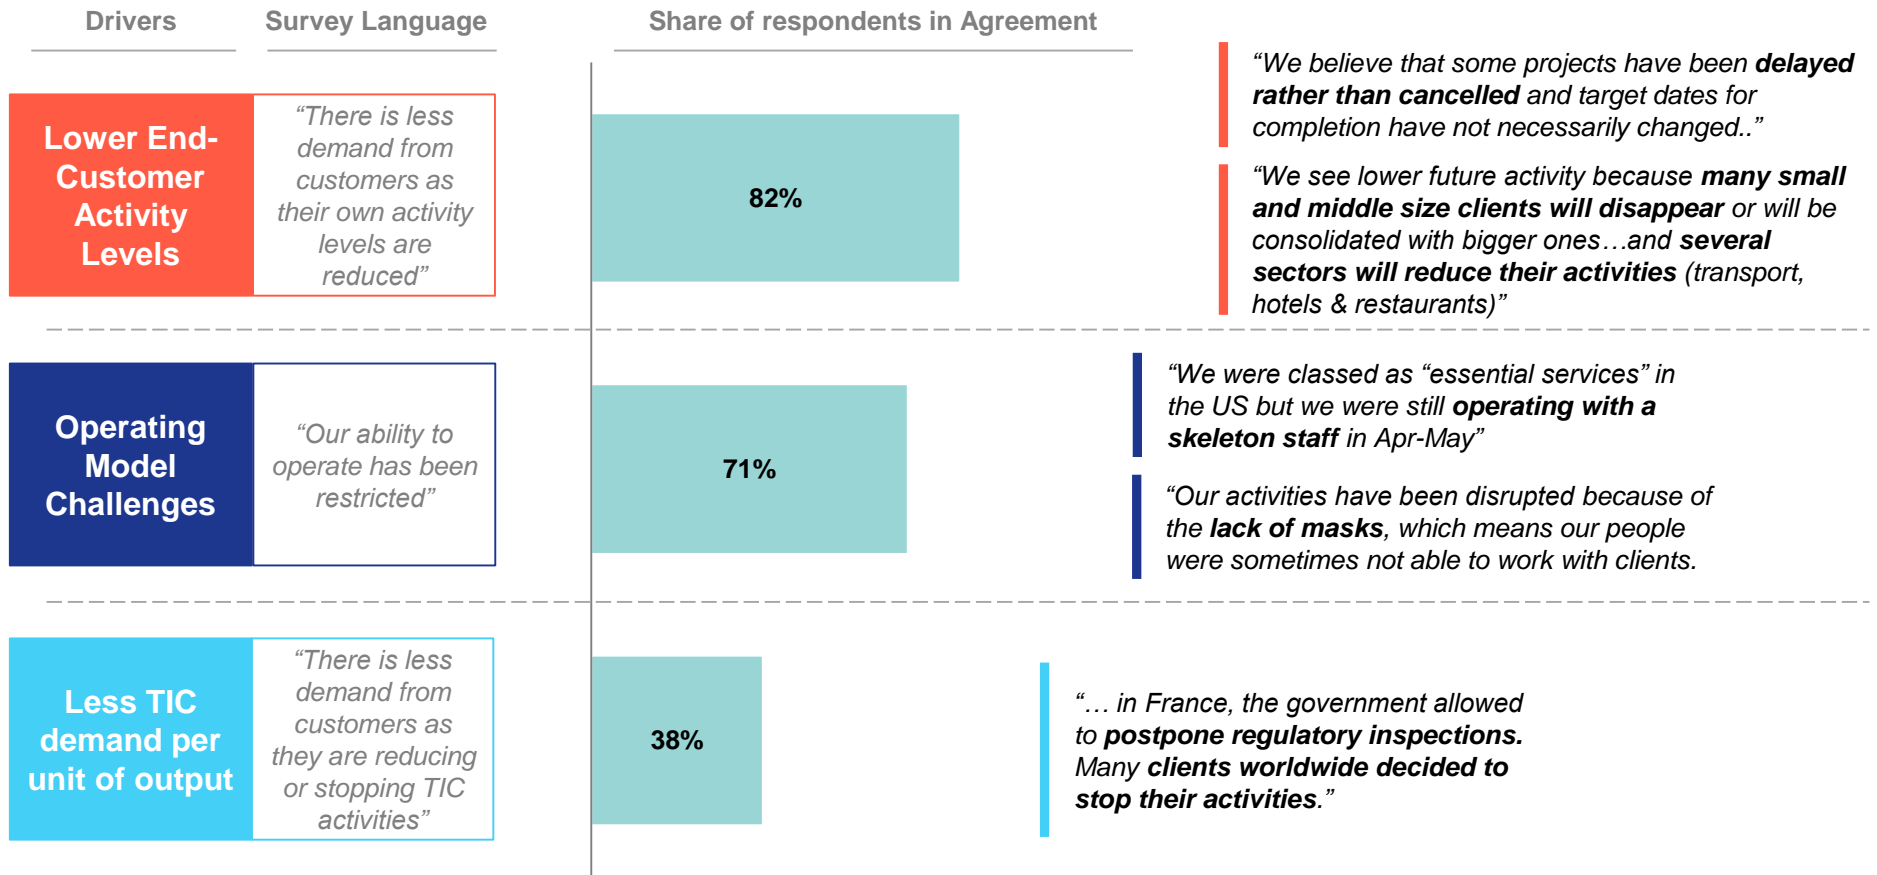 Drivers
Survey Language
Share of respondents in Agreement
Lower End-
Customer
Activity
Levels
“There is less
demand from
customers as
their own activity
levels are
reduced”
82%
“We believe that some projects have been delayed
rather than cancelled and target dates for
completion have not necessarily changed..”
“We see lower future activity because many small
and middle size clients will disappear or will be
consolidated with bigger ones…and several
sectors will reduce their activities (transport,
hotels & restaurants)”
Operating
Model
Challenges
“Our ability to
operate has been
restricted”
71%
“We were classed as “essential services” in
the US but we were still operating with a
skeleton staff in Apr-May”
“Our activities have been disrupted because of
the lack of masks, which means our people
were sometimes not able to work with clients.
Less TIC
demand per
unit of output
“There is less
demand from
customers as
they are reducing
or stopping TIC
activities”
38%
“… in France, the government allowed
to postpone regulatory inspections.
Many clients worldwide decided to
stop their activities.”